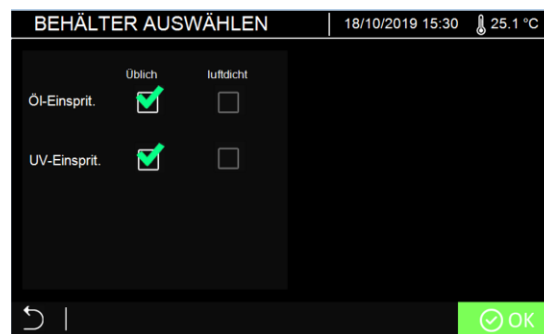 BEHÄLTER AUSWÄHLEN 18/10/2019 15:30 25.1 °C
Üblich luftdicht
Öl-Einsprit.
UV-Einsprit.
OK